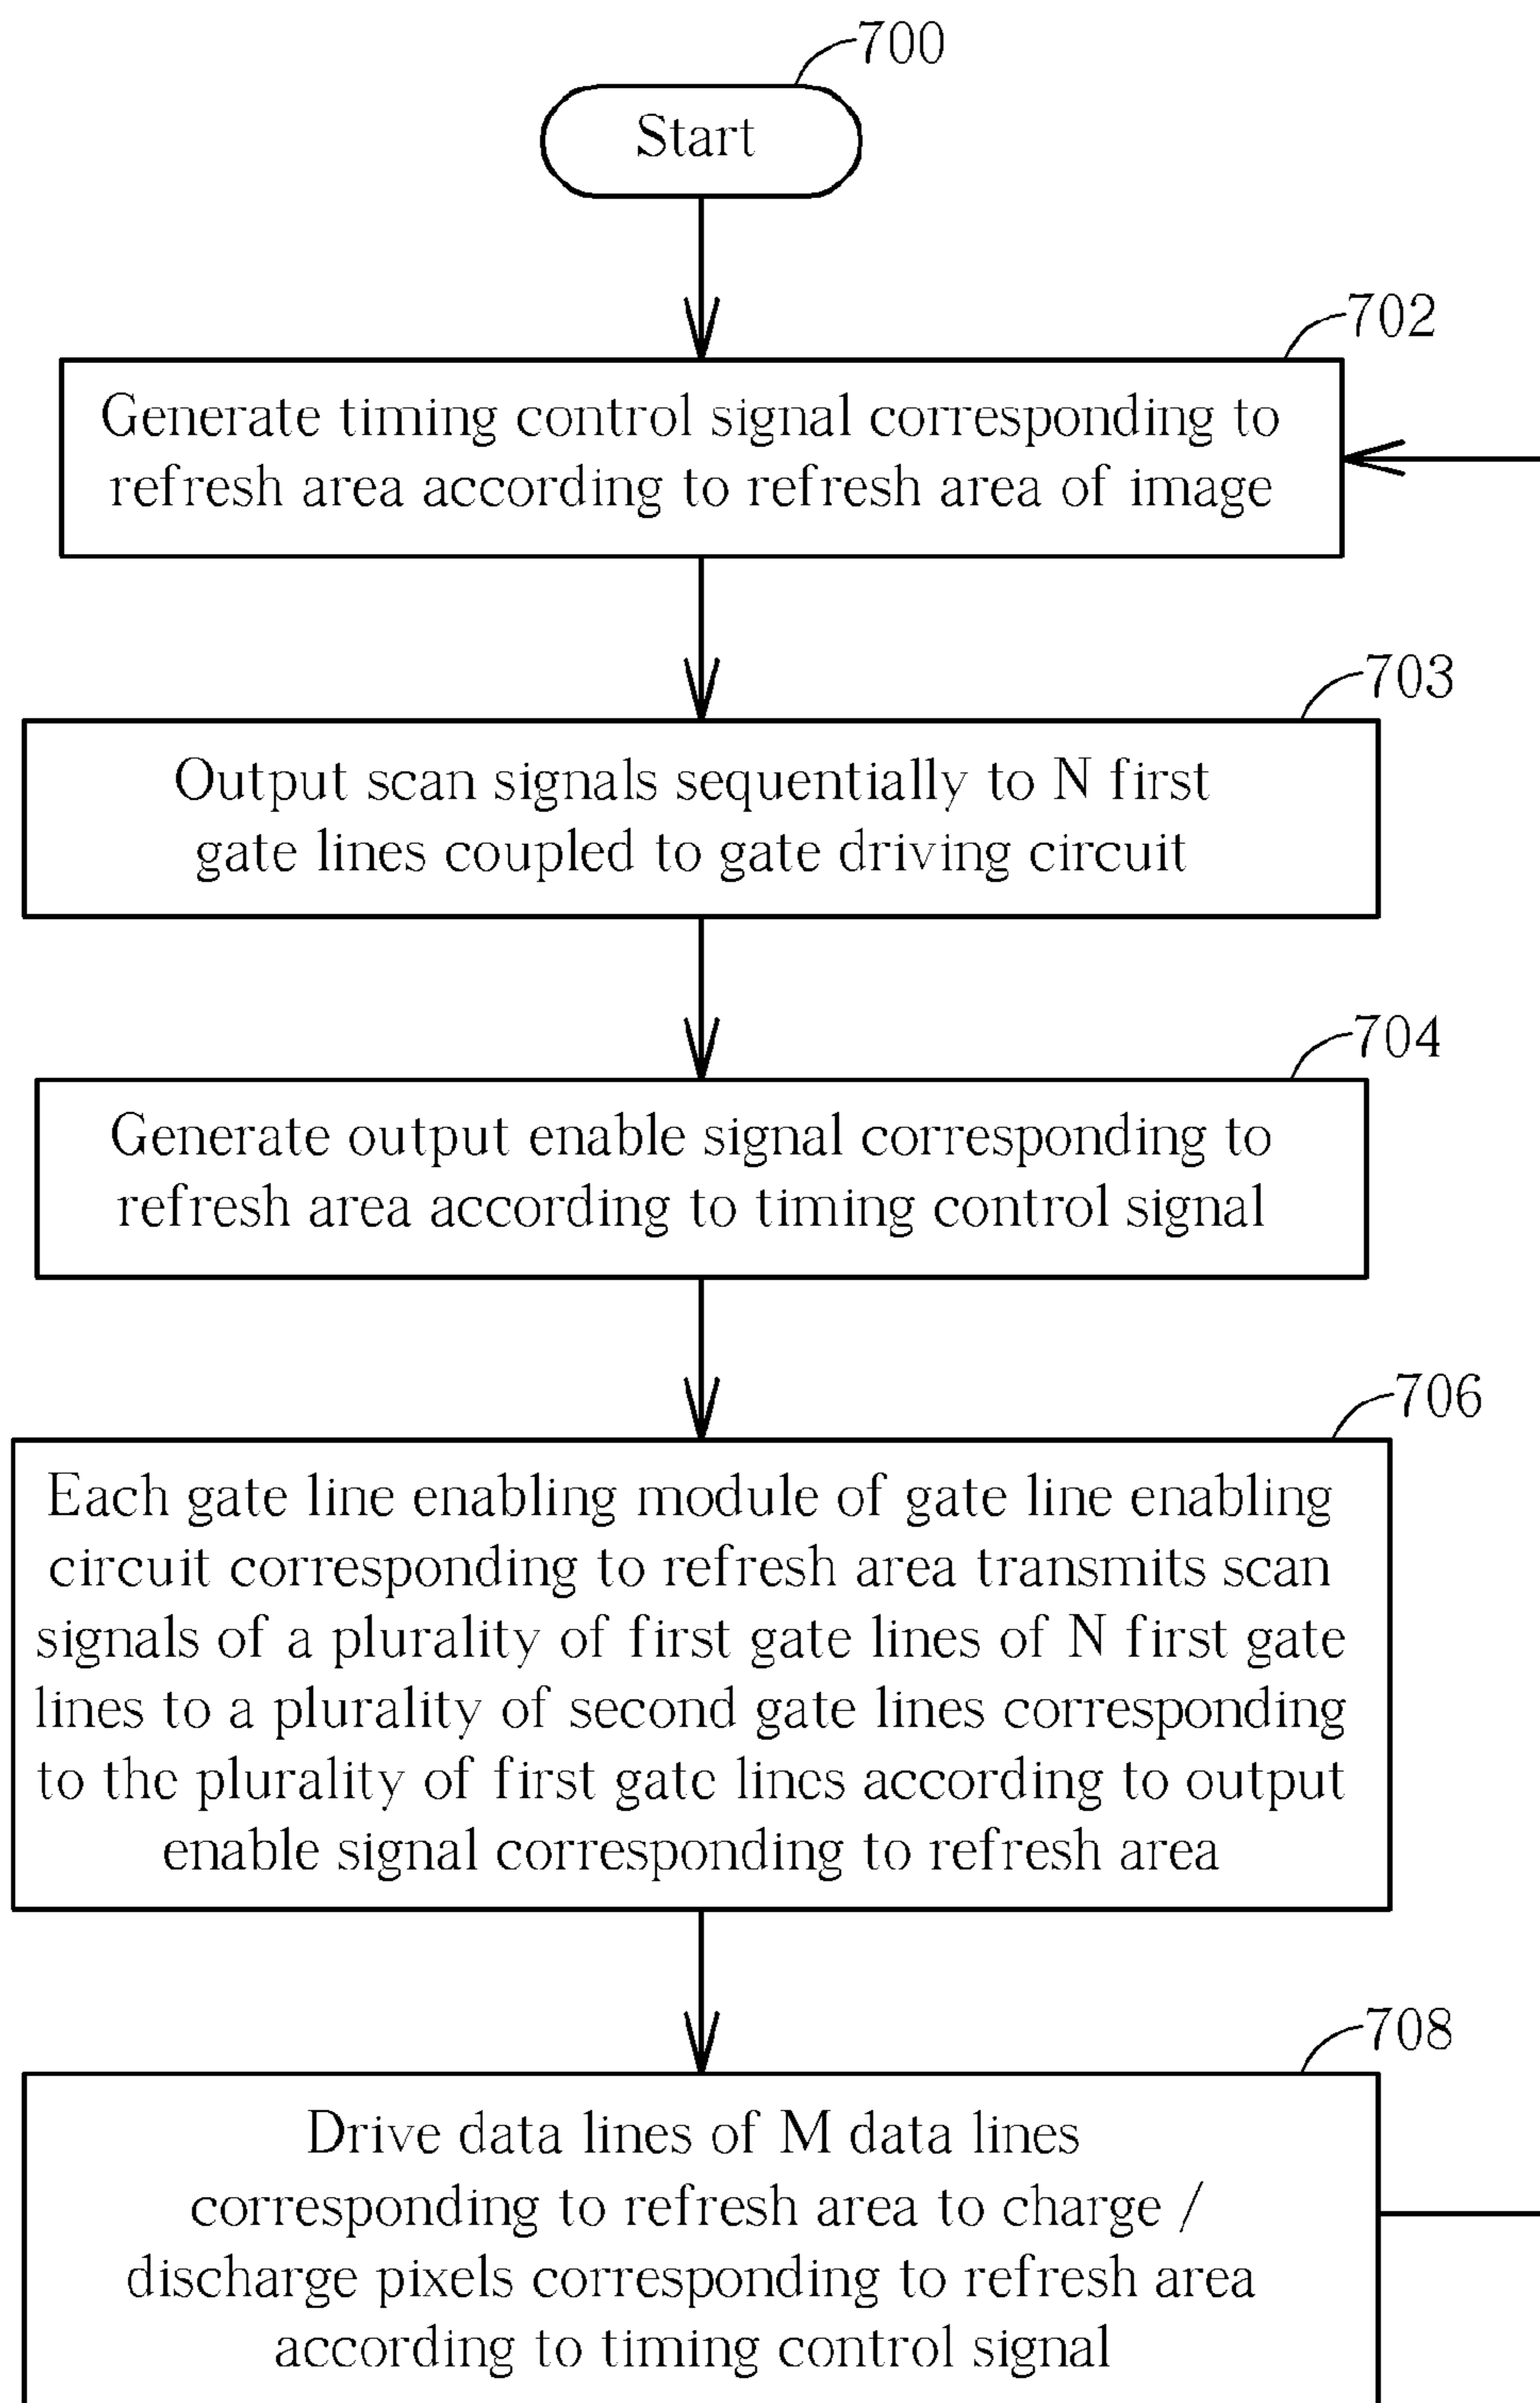 700
Start
702
Generate timing control signal corresponding to
refresh area according to refresh area of image
703
Output scan signals sequentially to N first
gate lines coupled to gate driving circuit
704
Generate output enable signal corresponding to
refresh area according to timing control signal
706
Each gate line enabling module of gate line enabling
circuit corresponding to refresh area transmits scan
signals of a plurality of first gate lines of N first gate
lines to a plurality of second gate lines corresponding
to the plurality of first gate lines according to output
enable signal corresponding to refresh area
708
Drive data lines of M data lines
corresponding to refresh area to charge /
discharge pixels corresponding to refresh area
according to timing control signal